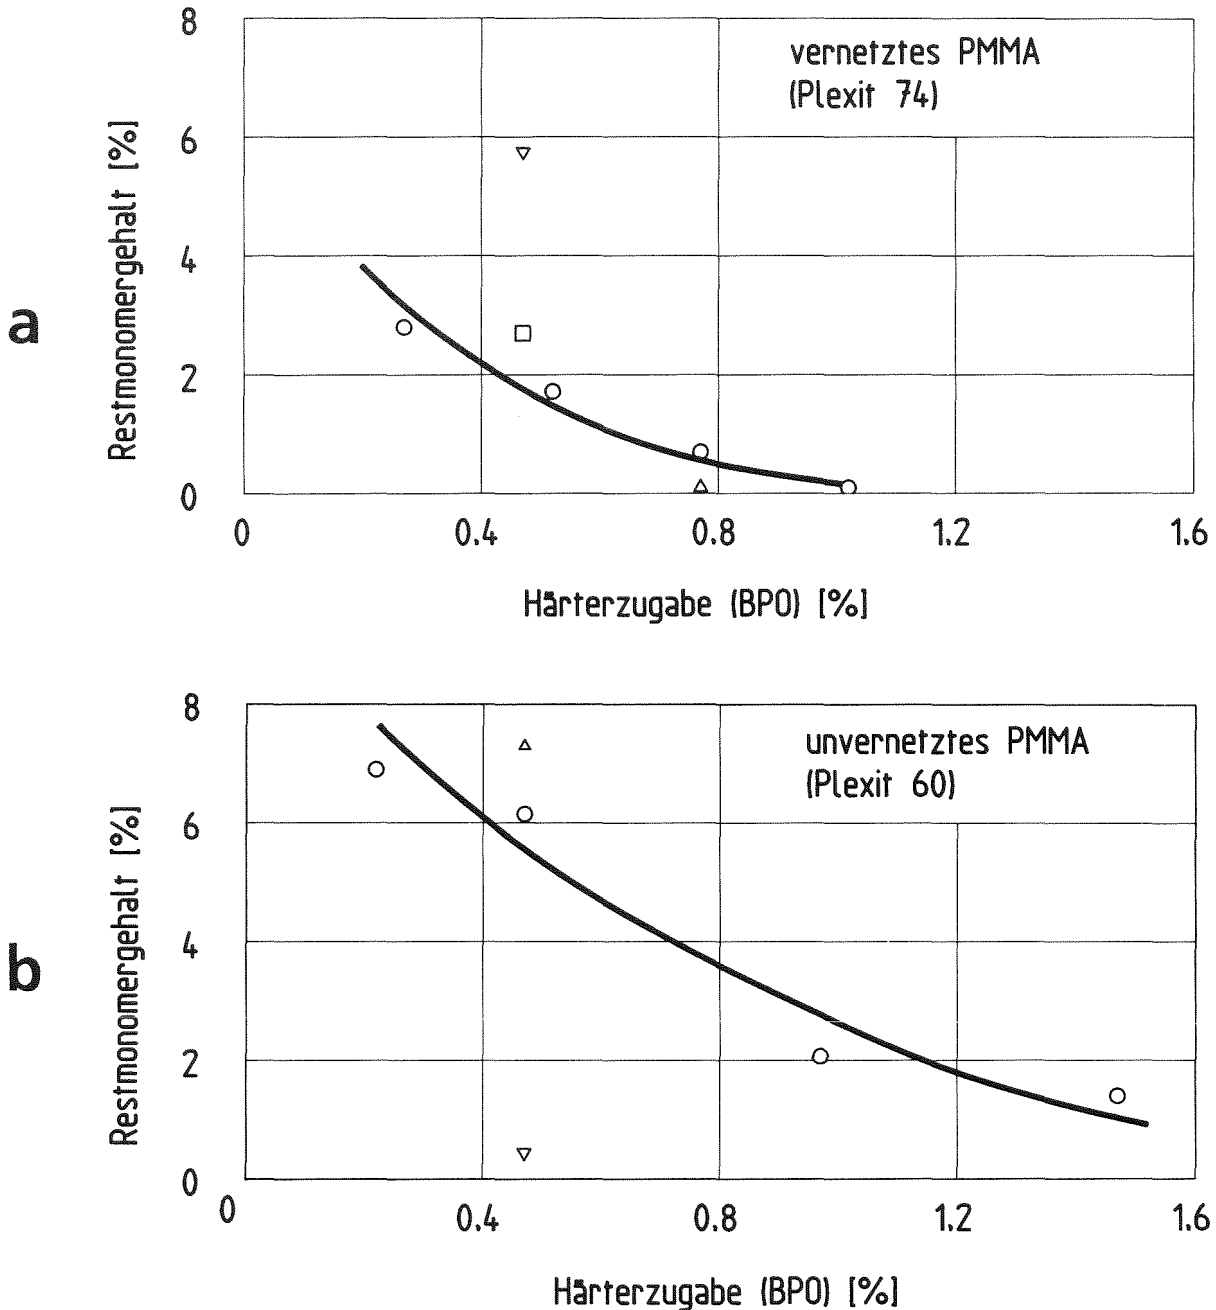 a
Restmonomergehalt [%]
8
6
4
2
0
vernetztes PMMA
(Plexit 74)
0 0.4 0.8 1.2 1.6
Härterzugabe (BPO) [%]
b
Restmonomergehalt [%]
8
6
4
2
0
unvernetztes PMMA
(Plexit 60)
0 0.4 0.8 1.2 1.6
Härterzugabe (BPO) [%]